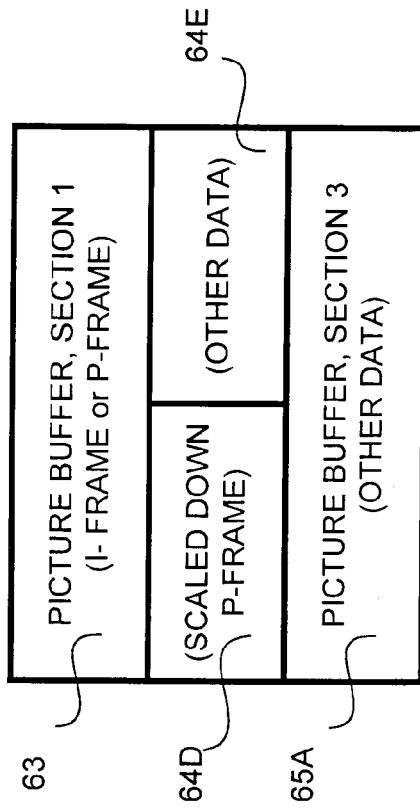 63
PICTURE BUFFER, SECTION 1
(I- FRAME or P-FRAME)
64D
(SCALED DOWN
P-FRAME)
(OTHER DATA)
64E
65A
PICTURE BUFFER, SECTION 3
(OTHER DATA)